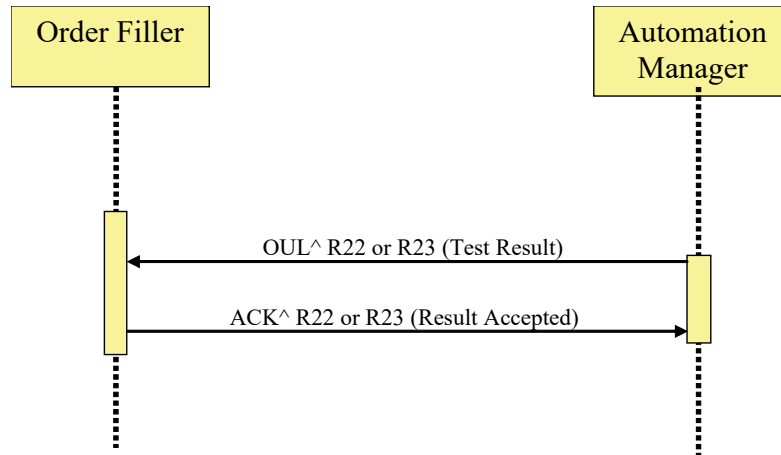 Order Filler
Automation
Manager
OUL^ R22 or R23 (Test Result)
ACK^ R22 or R23 (Result Accepted)